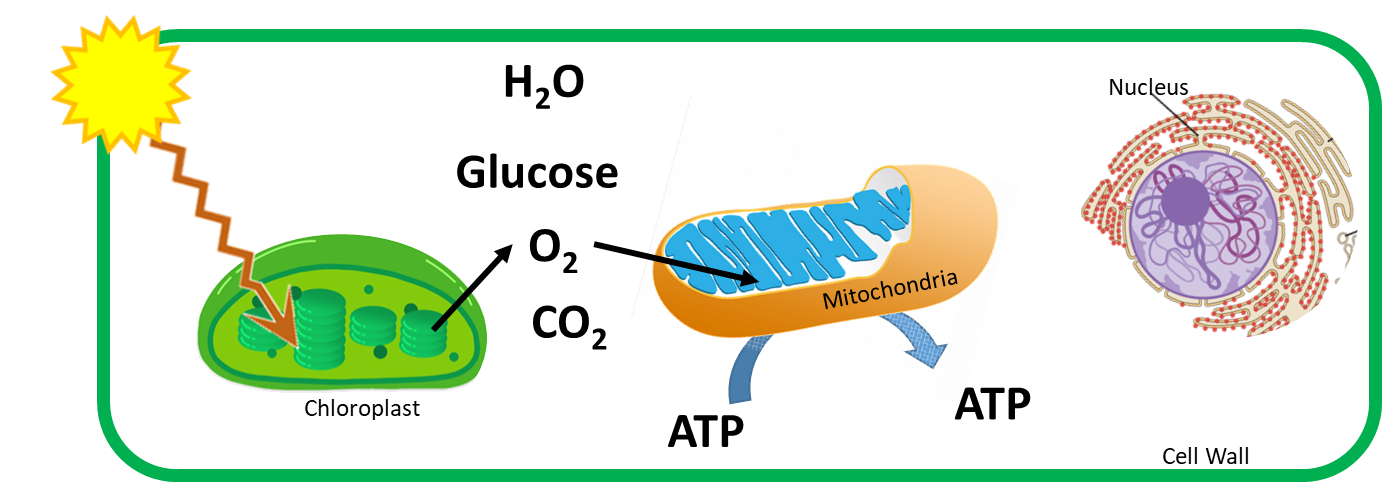 H₂O
Nucleus
Glucose
O₂
Mitochondria
CO₂
Chloroplast
ATP
ATP
Cell Wall